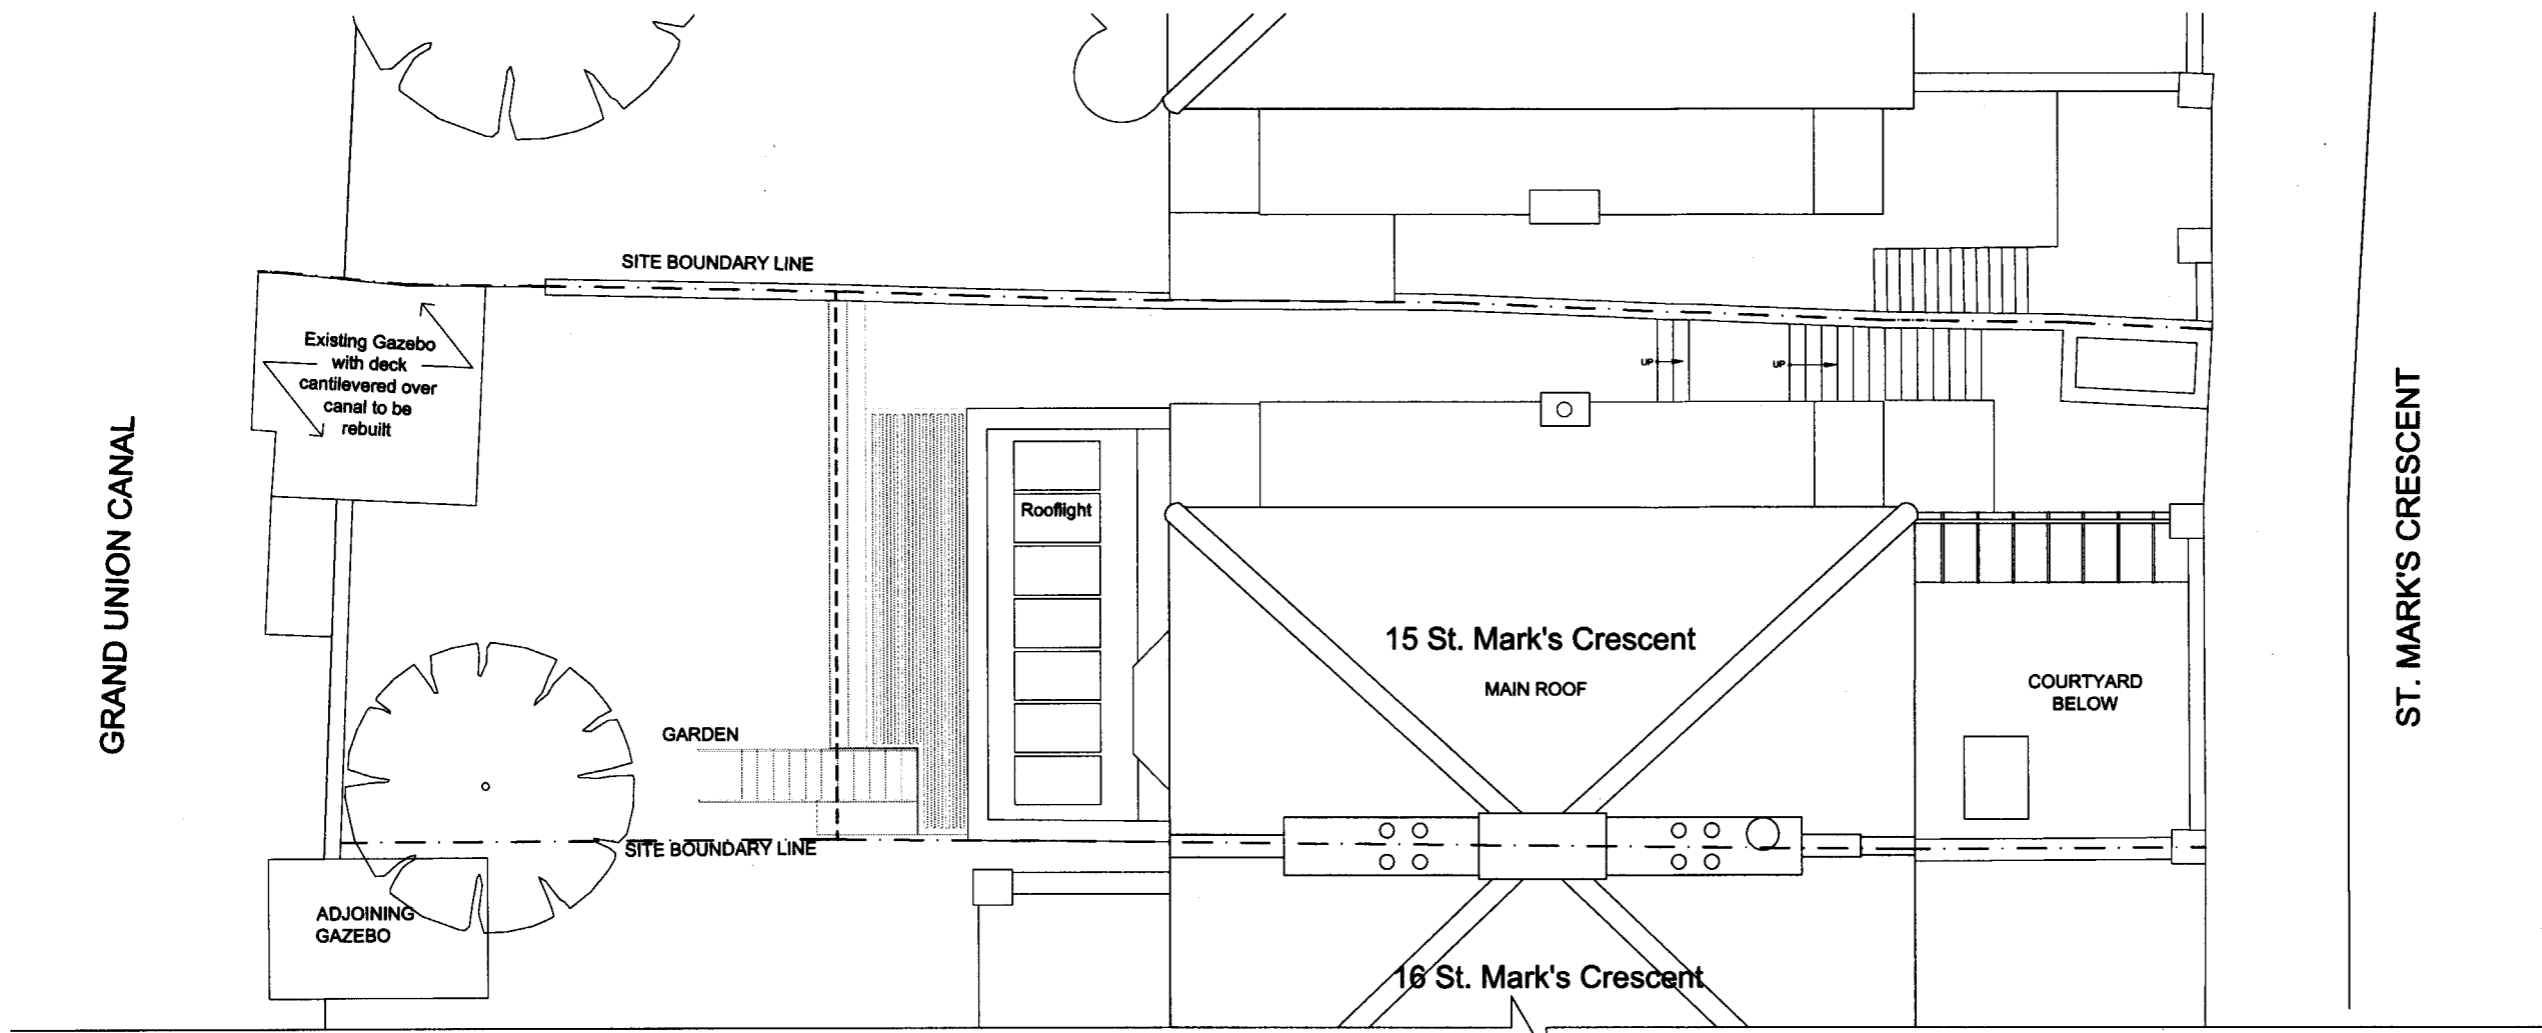 SITE BOUNDARY LINE
Existing Gazebo
with deck
cantilevered over
canal to be
rebuilt
UP
UP
GRAND UNION CANAL
ST. MARK'S CRESCENT
Rooflight
15 St. Mark's Crescent
MAIN ROOF
COURTYARD
BELOW
GARDEN
SITE BOUNDARY LINE
ADJOINING
GAZEBO
16 St. Mark's Crescent